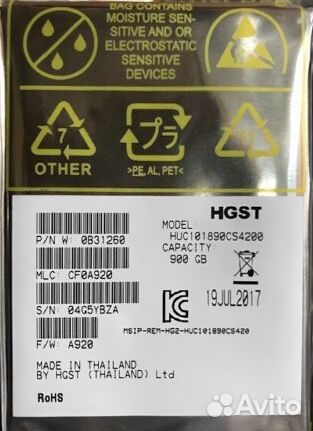 BAG CONTAINS
MOISTURE SEN-
SITIVE AND/OR
ELECTROSTATIC
SENSITIVE
DEVICES
7
OTHER
プラ
>PE, AL, PET<
HGST
MODEL:
HUC101890CS4200
CAPACITY:
900 GB
P/N W: 0B31260
MLC: CF0A920
S/N: 04G5YBZA
F/W: A920
19JUL2017
MSIP-REM-HG2-HUC101890CS420
MADE IN THAILAND
BY HGST (THAILAND) Ltd.
RoHS
Avito